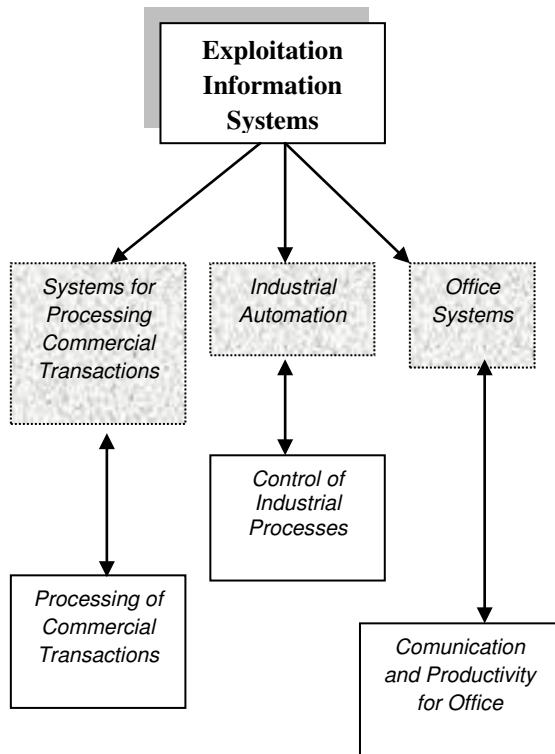 Exploitation
Information
Systems
Systems for
Processing
Commercial
Transactions
Industrial
Automation
Office
Systems
Control of
Industrial
Processes
Processing of
Commercial
Transactions
Comunication
and Productivity
for Office